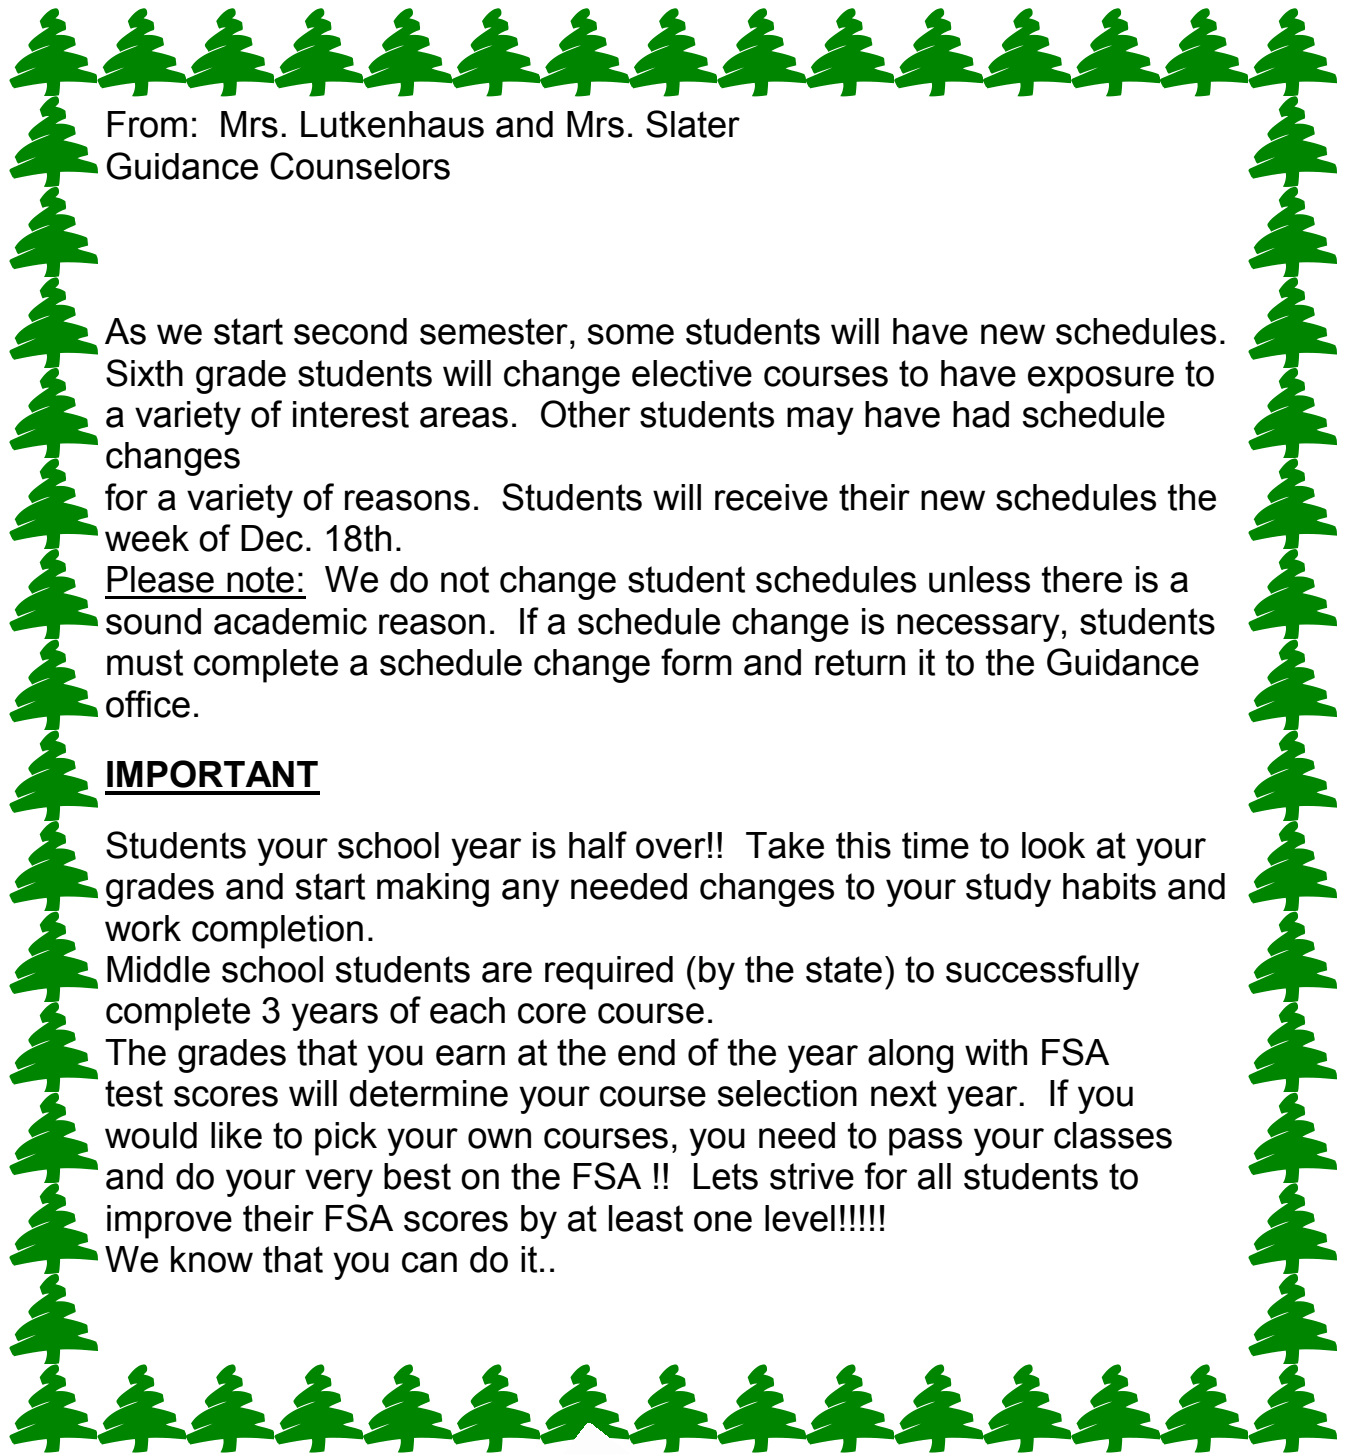 From:  Mrs. Lutkenhaus and Mrs. Slater
Guidance Counselors
As we start second semester, some students will have new schedules.
Sixth grade students will change elective courses to have exposure to
a variety of interest areas.  Other students may have had schedule
changes
for a variety of reasons.  Students will receive their new schedules the
week of Dec. 18th.
Please note:  We do not change student schedules unless there is a
sound academic reason.  If a schedule change is necessary, students
must complete a schedule change form and return it to the Guidance
office.
IMPORTANT
Students your school year is half over!!  Take this time to look at your
grades and start making any needed changes to your study habits and
work completion.
Middle school students are required (by the state) to successfully
complete 3 years of each core course.
The grades that you earn at the end of the year along with FSA
test scores will determine your course selection next year.  If you
would like to pick your own courses, you need to pass your classes
and do your very best on the FSA !!  Lets strive for all students to
improve their FSA scores by at least one level!!!!!
We know that you can do it..